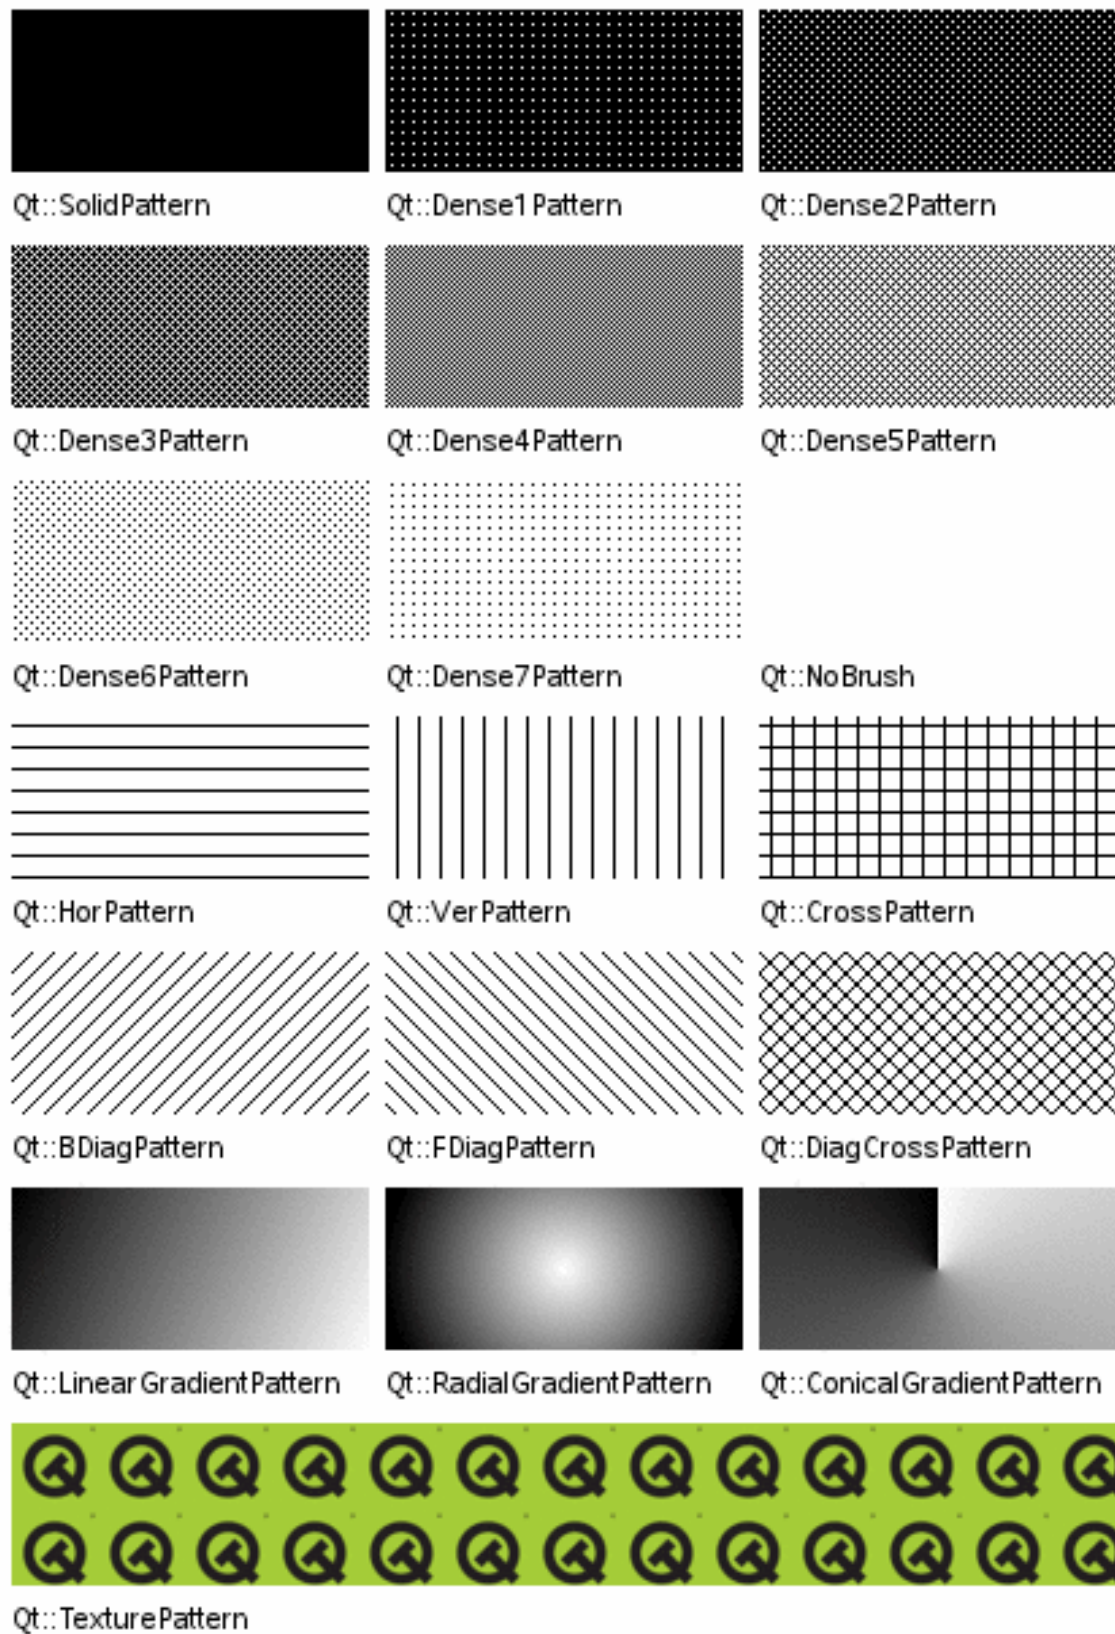 Qt::SolidPattern Qt::Dense1Pattern Qt::Dense2Pattern
Qt::Dense3Pattern Qt::Dense4Pattern Qt::Dense5Pattern
Qt::Dense6Pattern Qt::Dense7Pattern Qt::NoBrush
Qt::HorPattern Qt::VerPattern Qt::CrossPattern
Qt::BDiagPattern Qt::FDiagPattern Qt::DiagCrossPattern
Qt::LinearGradientPattern Qt::RadialGradientPattern Qt::ConicalGradientPattern
Qt::TexturePattern